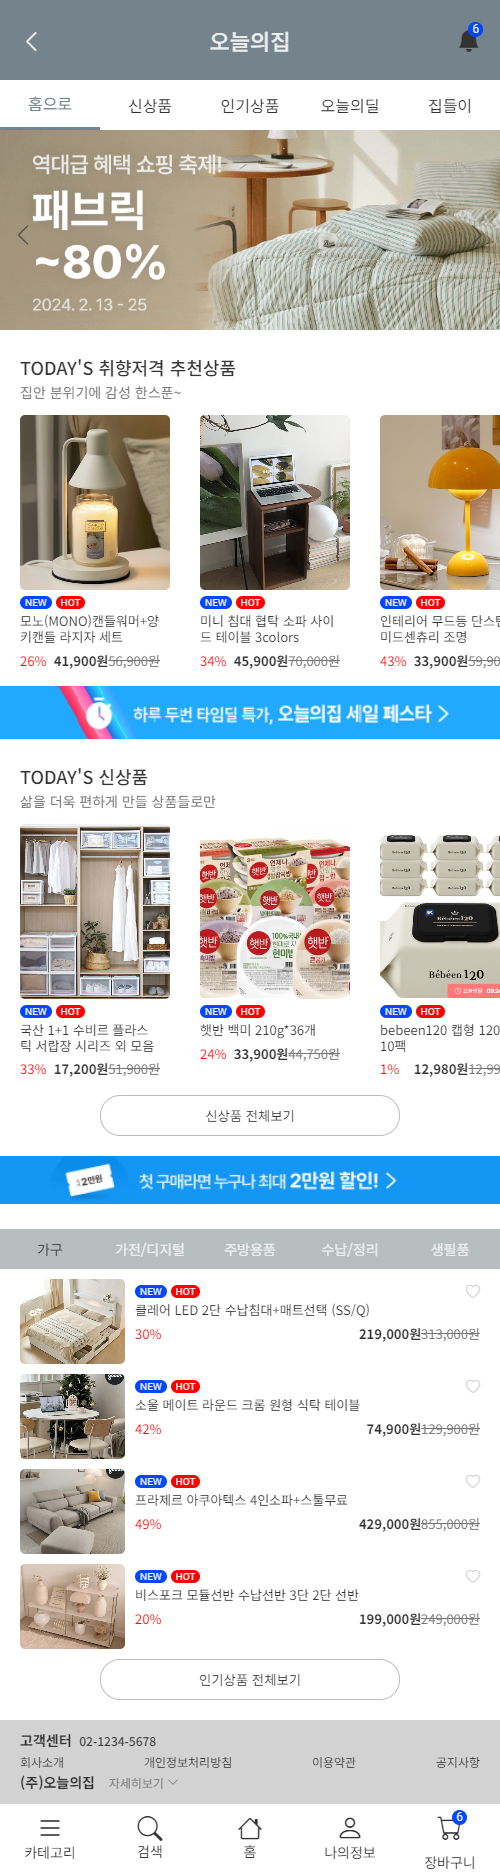 오늘의집
6
홈으로 신상품 인기상품 오늘의딜 집들이
역대급 혜택 쇼핑 축제!
패브릭
~80%
2024. 2. 13 - 25
TODAY'S 취향저격 추천상품
집안 분위기에 감성 한스푼~
NEW HOT
모노(MONO)캔들워머+양
키캔들 라지자 세트
26% 41,900원56,900원
NEW HOT
미니 침대 협탁 소파 사이
드 테이블 3colors
34% 45,900원70,000원
NEW HOT
인테리어 무드등 단스탠
미드센츄리 조명
43% 33,900원59,90
하루 두번 타임딜 특가, 오늘의집 세일 페스타
TODAY'S 신상품
삶을 더욱 편하게 만들 상품들로만
NEW HOT
국산 1+1 수비르 플라스
틱 서랍장 시리즈 외 모음
33% 17,200원51,900원
햇반
햇반
햇반
100%국내산
현미밥
햇반
NEW HOT
햇반 백미 210g*36개
24% 33,900원44,750원
Bébéen 120
Bébéen 120
NEW HOT
bebeen120 캡형 120
10팩
1% 12,980원12,99
신상품 전체보기
2만원
첫 구매라면 누구나 최대 2만원 할인!
가구 가전/디지털 주방용품 수납/정리 생필품
NEW HOT
클레어 LED 2단 수납침대+매트선택 (SS/Q)
30% 219,000원313,000원
NEW HOT
소울 메이트 라운드 크롬 원형 식탁 테이블
42% 74,900원129,900원
NEW HOT
프라제르 아쿠아텍스 4인소파+스툴무료
49% 429,000원855,000원
NEW HOT
비스포크 모듈선반 수납선반 3단 2단 선반
20% 199,000원249,000원
인기상품 전체보기
고객센터 02-1234-5678
회사소개 개인정보처리방침 이용약관 공지사항
(주)오늘의집 자세히보기
6
카테고리 검색 홈 나의정보 장바구니